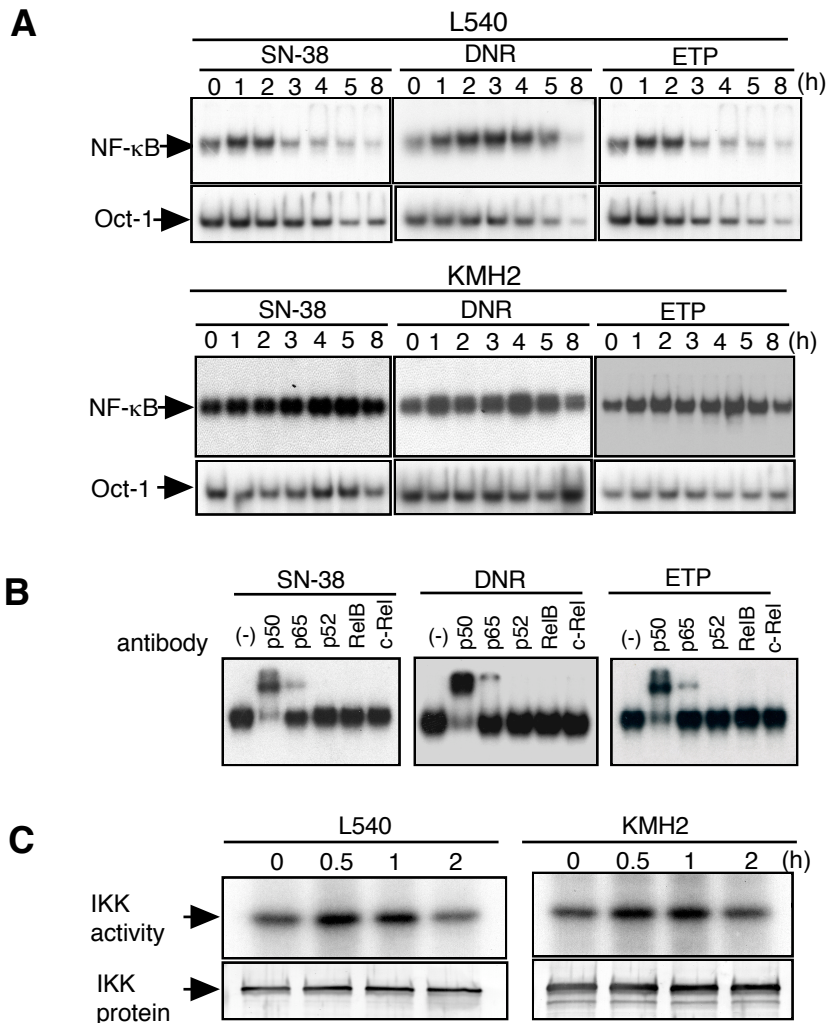 A
L540
SN-38 DNR ETP
0 1 2 3 4 5 8 0 1 2 3 4 5 8 0 1 2 3 4 5 8 (h)
NF-κB
Oct-1
KMH2
SN-38 DNR ETP
0 1 2 3 4 5 8 0 1 2 3 4 5 8 0 1 2 3 4 5 8 (h)
NF-κB
Oct-1
B
SN-38 DNR ETP
antibody (-) p50 p65 p52 RelB c-Rel (-) p50 p65 p52 RelB c-Rel (-) p50 p65 p52 RelB c-Rel
C
L540 KMH2
0 0.5 1 2 0 0.5 1 2 (h)
IKK
activity
IKK
protein